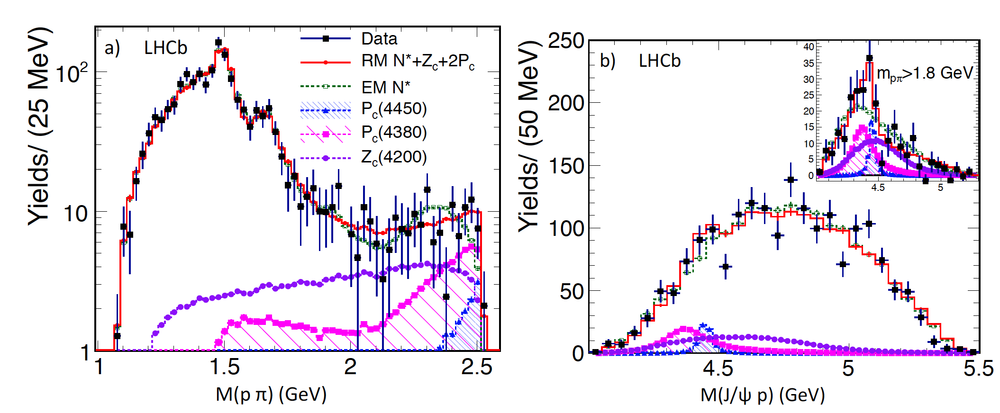 a) LHCb
Data
RM N*+Zc+2Pc
EM N*
Pc(4450)
Pc(4380)
Zc(4200)
Yields/ (25 MeV)
10²
10
1
1 1.5 2 2.5
M(p π) (GeV)
b) LHCb
Yields/ (50 MeV)
250
200
150
100
50
0
4.5 5 5.5
M(J/ψ p) (GeV)
mpπ>1.8 GeV
40
35
30
25
20
15
10
5
0
4.5 5